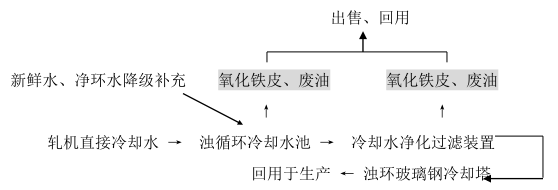 出售、回用
新鲜水、净环水降级补充 氧化铁皮、废油 氧化铁皮、废油
轧机直接冷却水 → 浊循环冷却水池 → 冷却水净化过滤装置
回用于生产 ← 浊环玻璃钢冷却塔